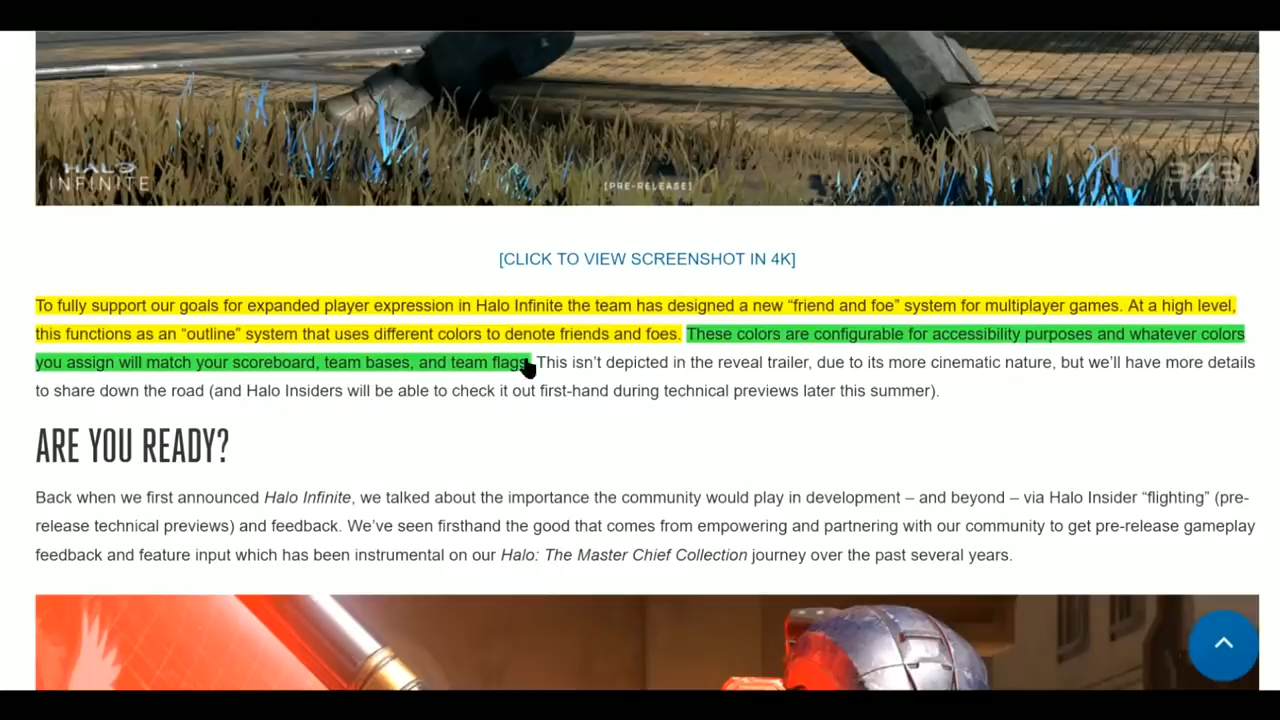 HALO
INFINITE
[PRE-RELEASE]
343
[CLICK TO VIEW SCREENSHOT IN 4K]
To fully support our goals for expanded player expression in Halo Infinite the team has designed a new “friend and foe” system for multiplayer games. At a high level,
this functions as an “outline” system that uses different colors to denote friends and foes. These colors are configurable for accessibility purposes and whatever colors
you assign will match your scoreboard, team bases, and team flags. This isn’t depicted in the reveal trailer, due to its more cinematic nature, but we’ll have more details
to share down the road (and Halo Insiders will be able to check it out first-hand during technical previews later this summer).
ARE YOU READY?
Back when we first announced Halo Infinite, we talked about the importance the community would play in development – and beyond – via Halo Insider “flighting” (pre-
release technical previews) and feedback. We’ve seen firsthand the good that comes from empowering and partnering with our community to get pre-release gameplay
feedback and feature input which has been instrumental on our Halo: The Master Chief Collection journey over the past several years.